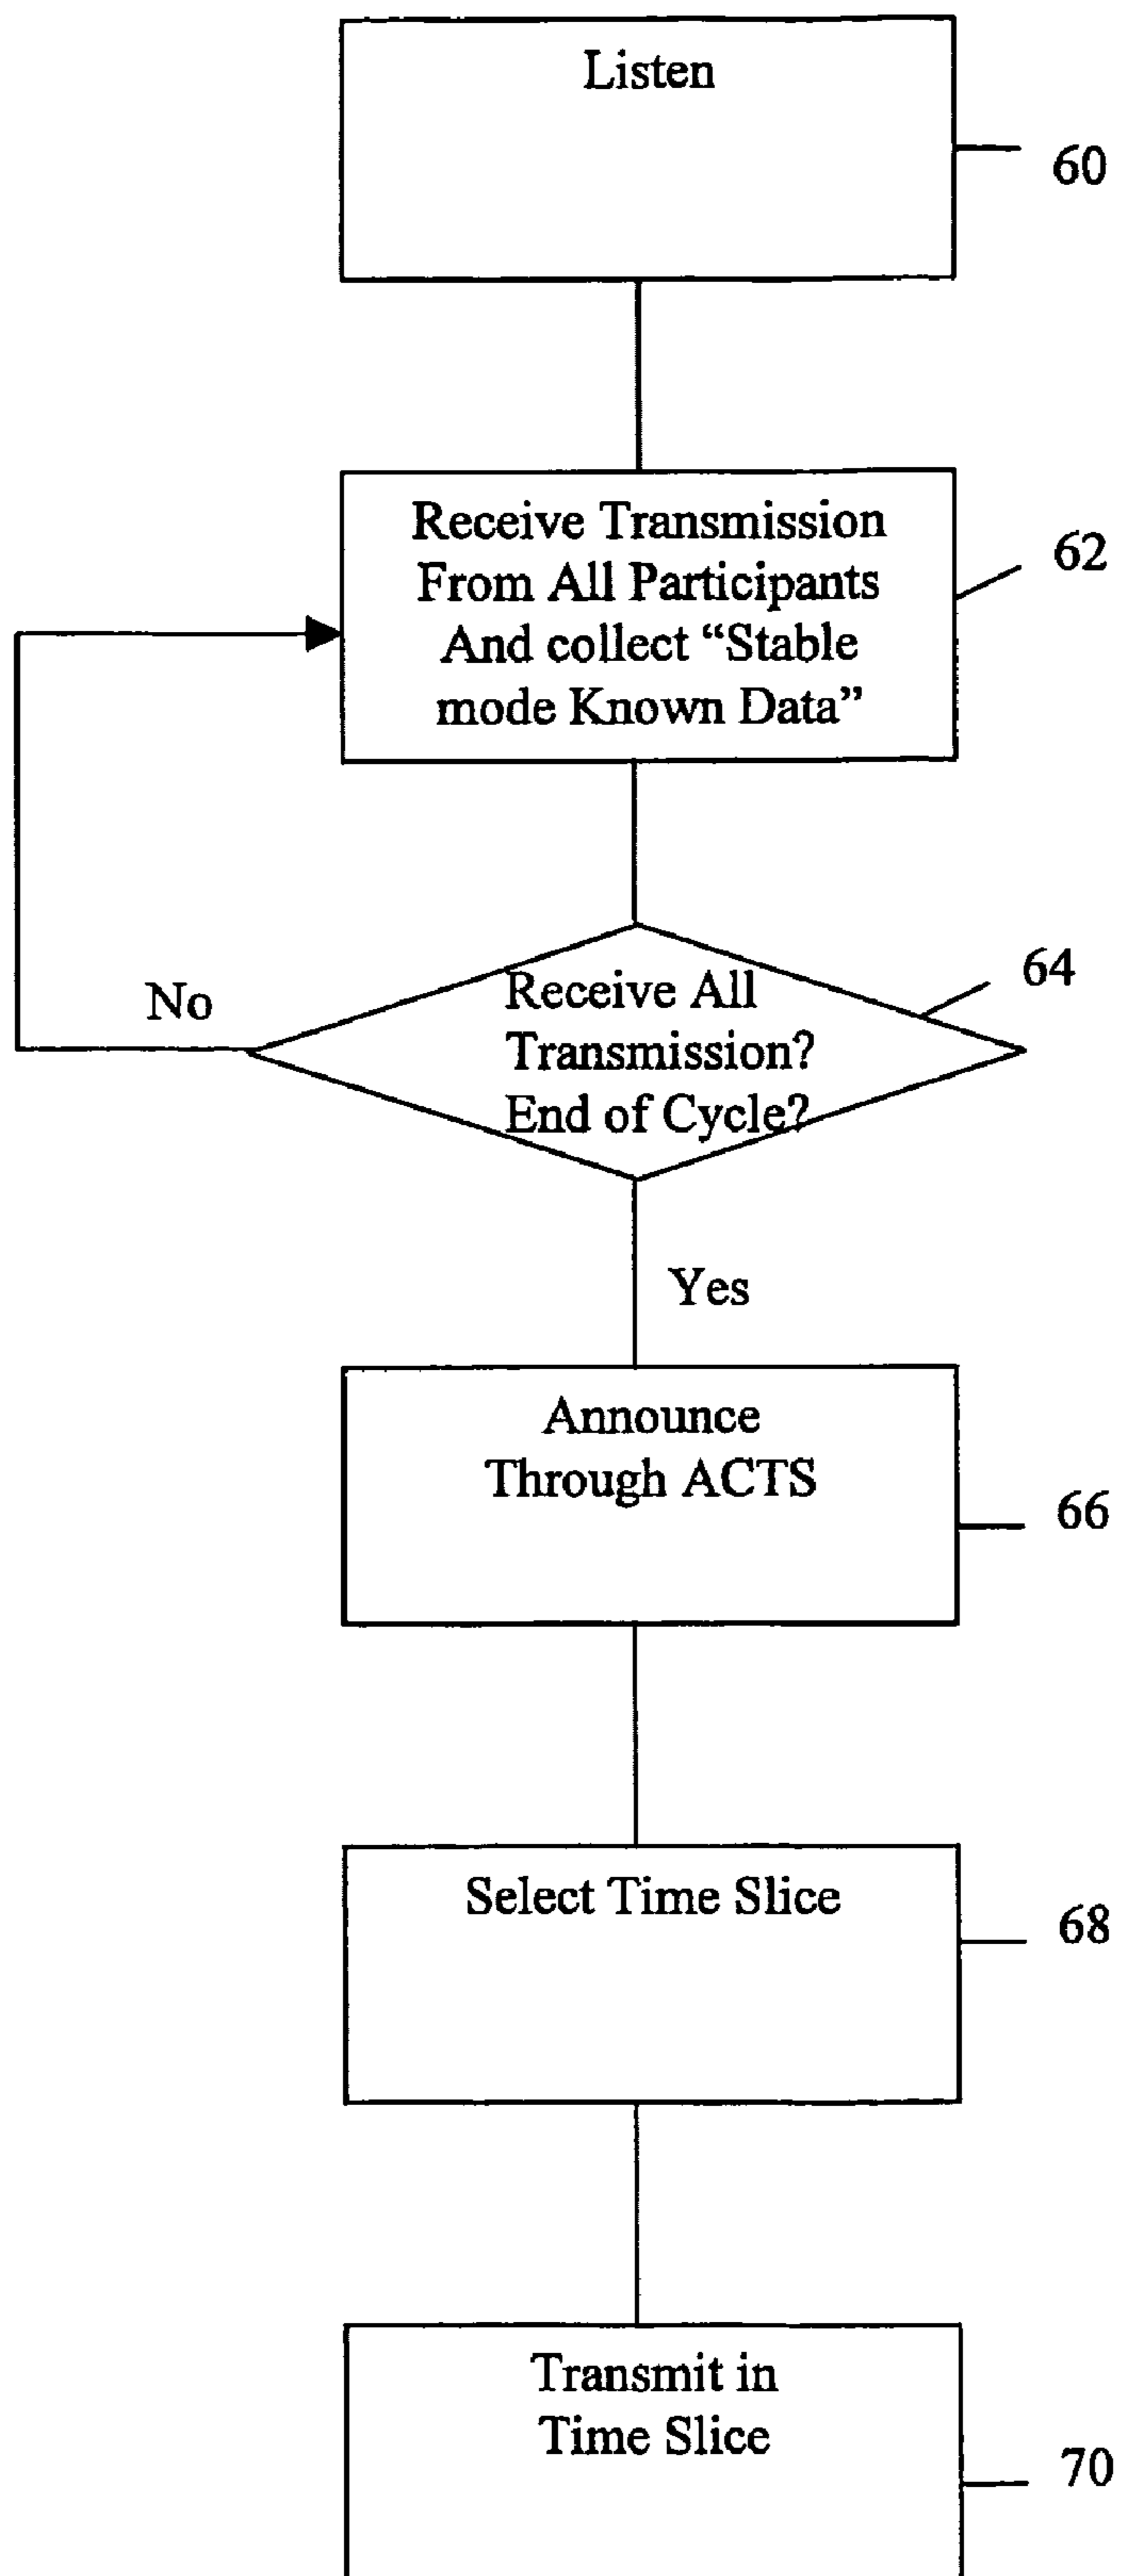 Listen
60
Receive Transmission
From All Participants
And collect “Stable
mode Known Data”
62
Receive All
Transmission?
End of Cycle?
64
No
Yes
Announce
Through ACTS
66
Select Time Slice
68
Transmit in
Time Slice
70